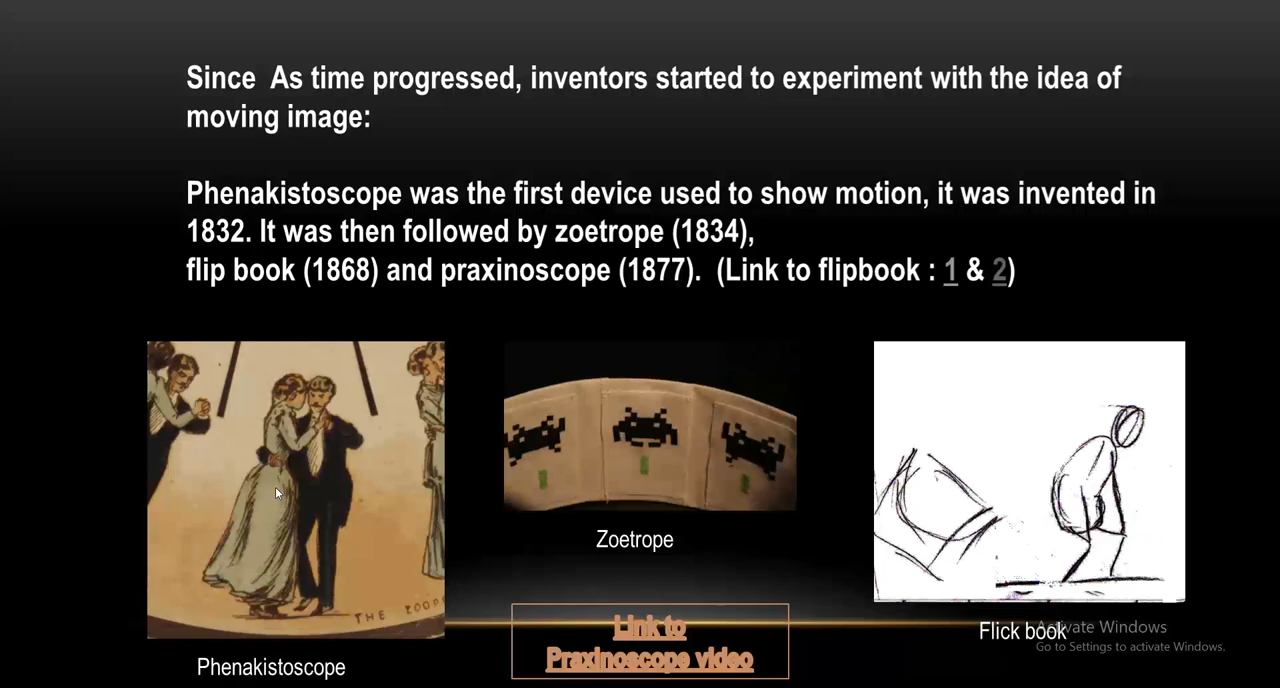 Since  As time progressed, inventors started to experiment with the idea of
moving image:
Phenakistoscope was the first device used to show motion, it was invented in
1832. It was then followed by zoetrope (1834),
flip book (1868) and praxinoscope (1877).  (Link to flipbook : 1 & 2)
THE ZOOP
Zoetrope
Link to
Praxinoscope video
Flick book
Activate Windows
Go to Settings to activate Windows.
Phenakistoscope